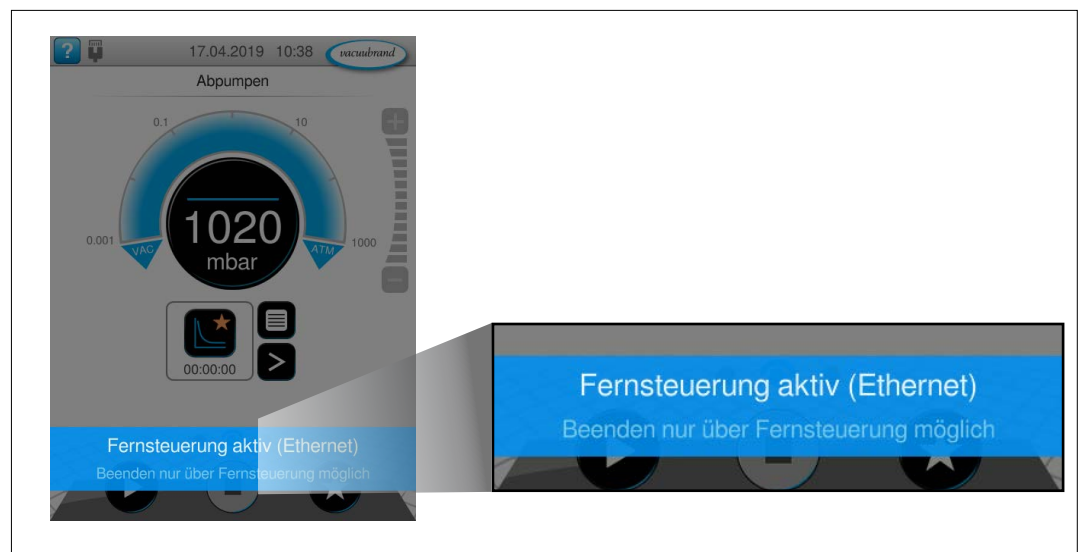 ?
17.04.2019 10:38
vacuubrand
Abpumpen
0.1
10
0.001
1000
VAC
ATM
1020
mbar
00:00:00
Fernsteuerung aktiv (Ethernet)
Beenden nur über Fernsteuerung möglich
Fernsteuerung aktiv (Ethernet)
Beenden nur über Fernsteuerung möglich